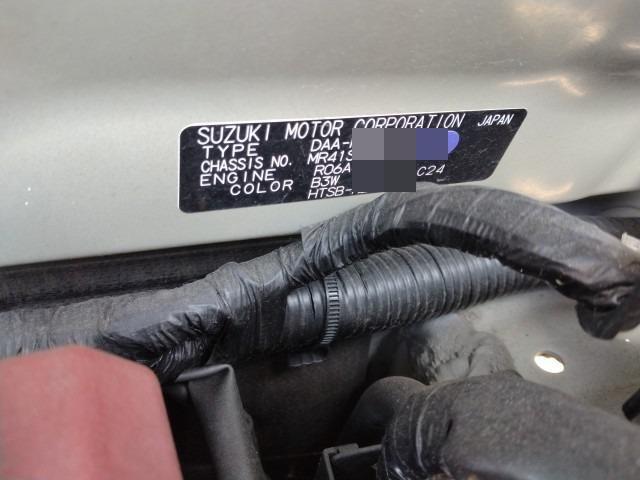 SUZUKI MOTOR CORPORATION JAPAN
TYPE DAA-
CHASSIS NO. MR41S
ENGINE R06A C24
COLOR B3W
HTSB-